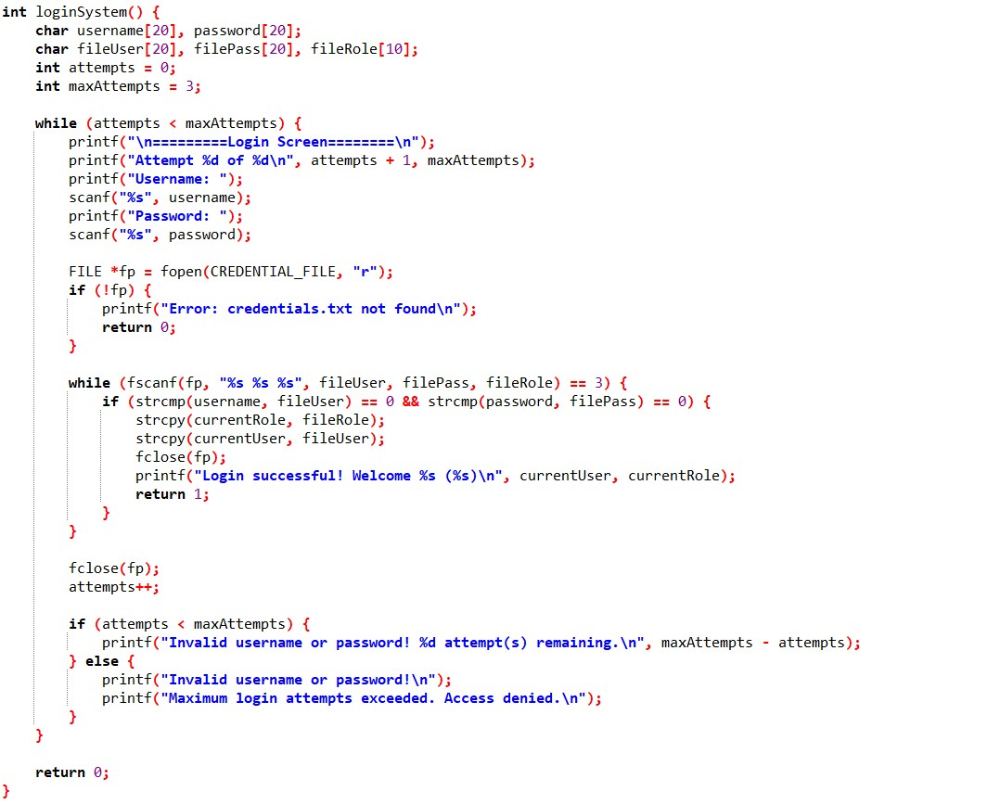 int loginSystem() {
    char username[20], password[20];
    char fileUser[20], filePass[20], fileRole[10];
    int attempts = 0;
    int maxAttempts = 3;

    while (attempts < maxAttempts) {
        printf("\n=========Login Screen========\n");
        printf("Attempt %d of %d\n", attempts + 1, maxAttempts);
        printf("Username: ");
        scanf("%s", username);
        printf("Password: ");
        scanf("%s", password);

        FILE *fp = fopen(CREDENTIAL_FILE, "r");
        if (!fp) {
            printf("Error: credentials.txt not found\n");
            return 0;
        }

        while (fscanf(fp, "%s %s %s", fileUser, filePass, fileRole) == 3) {
            if (strcmp(username, fileUser) == 0 && strcmp(password, filePass) == 0) {
                strcpy(currentRole, fileRole);
                strcpy(currentUser, fileUser);
                fclose(fp);
                printf("Login successful! Welcome %s (%s)\n", currentUser, currentRole);
                return 1;
            }
        }

        fclose(fp);
        attempts++;

        if (attempts < maxAttempts) {
            printf("Invalid username or password! %d attempt(s) remaining.\n", maxAttempts - attempts);
        } else {
            printf("Invalid username or password!\n");
            printf("Maximum login attempts exceeded. Access denied.\n");
        }
    }

    return 0;
}